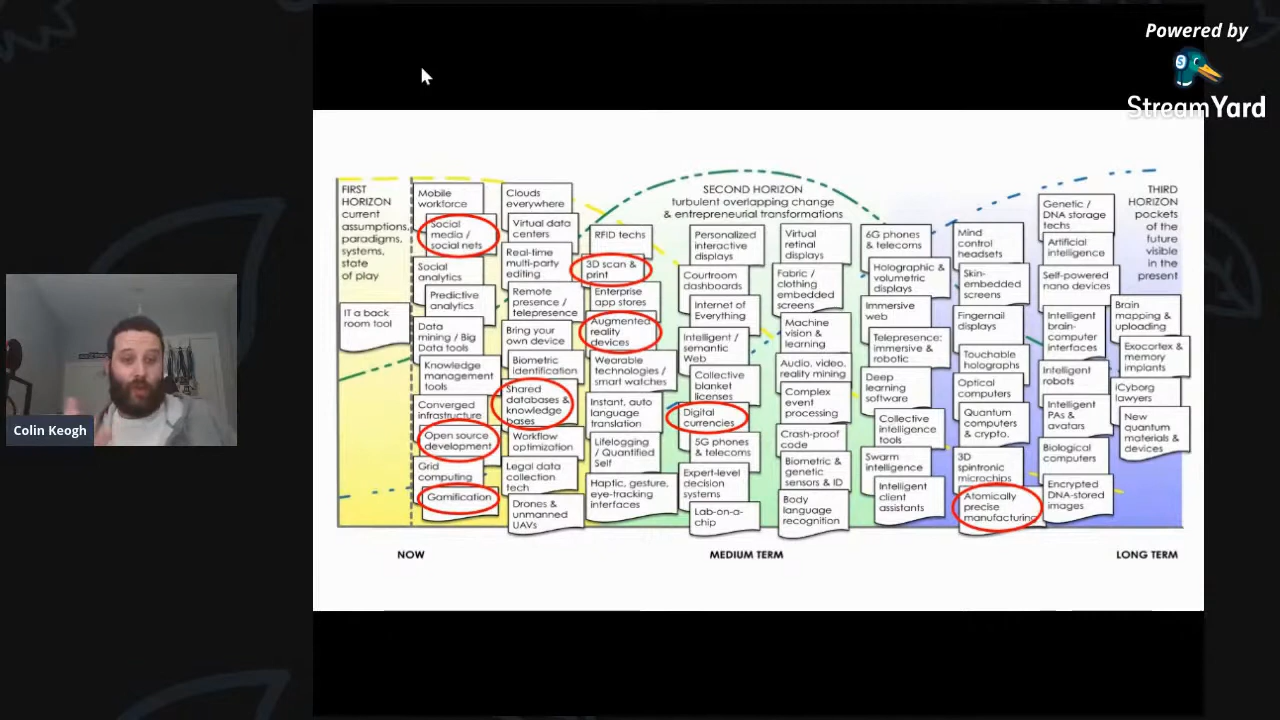 Powered by
StreamYard
FIRST
HORIZON
current
assumptions,
paradigms,
systems,
state
of play
IT a back
room tool
Mobile
workforce
Social
media /
social nets
Social
analytics
Predictive
analytics
Data
mining / Big
Data tools
Knowledge
management
tools
Converged
infrastructure
Open source
development
Grid
computing
Gamification
Clouds
everywhere
Virtual data
centers
Real-time
multi-party
editing
Remote
presence /
telepresence
Bring your
own device
Biometric
identification
Shared
databases &
knowledge
bases
Workflow
optimization
Legal data
collection
tech
Drones &
unmanned
UAVs
RFID techs
3D scan &
print
Enterprise
app stores
Augmented
reality
devices
Wearable
technologies /
smart watches
Instant, auto
language
translation
Lifelogging
/ Quantified
Self
Haptic, gesture,
eye-tracking
interfaces
SECOND HORIZON
turbulent overlapping change
& entrepreneurial transformations
Personalized
interactive
displays
Courtroom
dashboards
Internet of
Everything
Intelligent /
semantic
Web
Collective
blanket
licenses
Digital
currencies
5G phones
& telecoms
Expert-level
decision
systems
Lab-on-a-
chip
Virtual
retinal
displays
Fabric /
clothing
embedded
screens
Machine
vision &
learning
Audio, video,
reality mining
Complex
event
processing
Crash-proof
code
Biometric &
genetic
sensors & ID
Body
language
recognition
6G phones
& telecoms
Holographic &
volumetric
displays
Immersive
web
Telepresence:
immersive &
robotic
Deep
learning
software
Collective
intelligence
tools
Swarm
intelligence
Intelligent
client
assistants
Mind
control
headsets
Skin-
embedded
screens
Fingernail
displays
Touchable
holographs
Optical
computers
Quantum
computers
& crypto.
3D
spintronic
microchips
Atomically
precise
manufacturing
Genetic /
DNA storage
techs
Artificial
intelligence
Self-powered
nano devices
Intelligent
brain-
computer
interfaces
Intelligent
robots
Intelligent
PAs &
avatars
Biological
computers
Encrypted
DNA-stored
images
THIRD
HORIZON
pockets
of the
future
visible
in the
present
Brain
mapping &
uploading
Exocortex &
memory
implants
iCyborg
lawyers
New
quantum
materials &
devices
NOW
MEDIUM TERM
LONG TERM
Colin Keogh